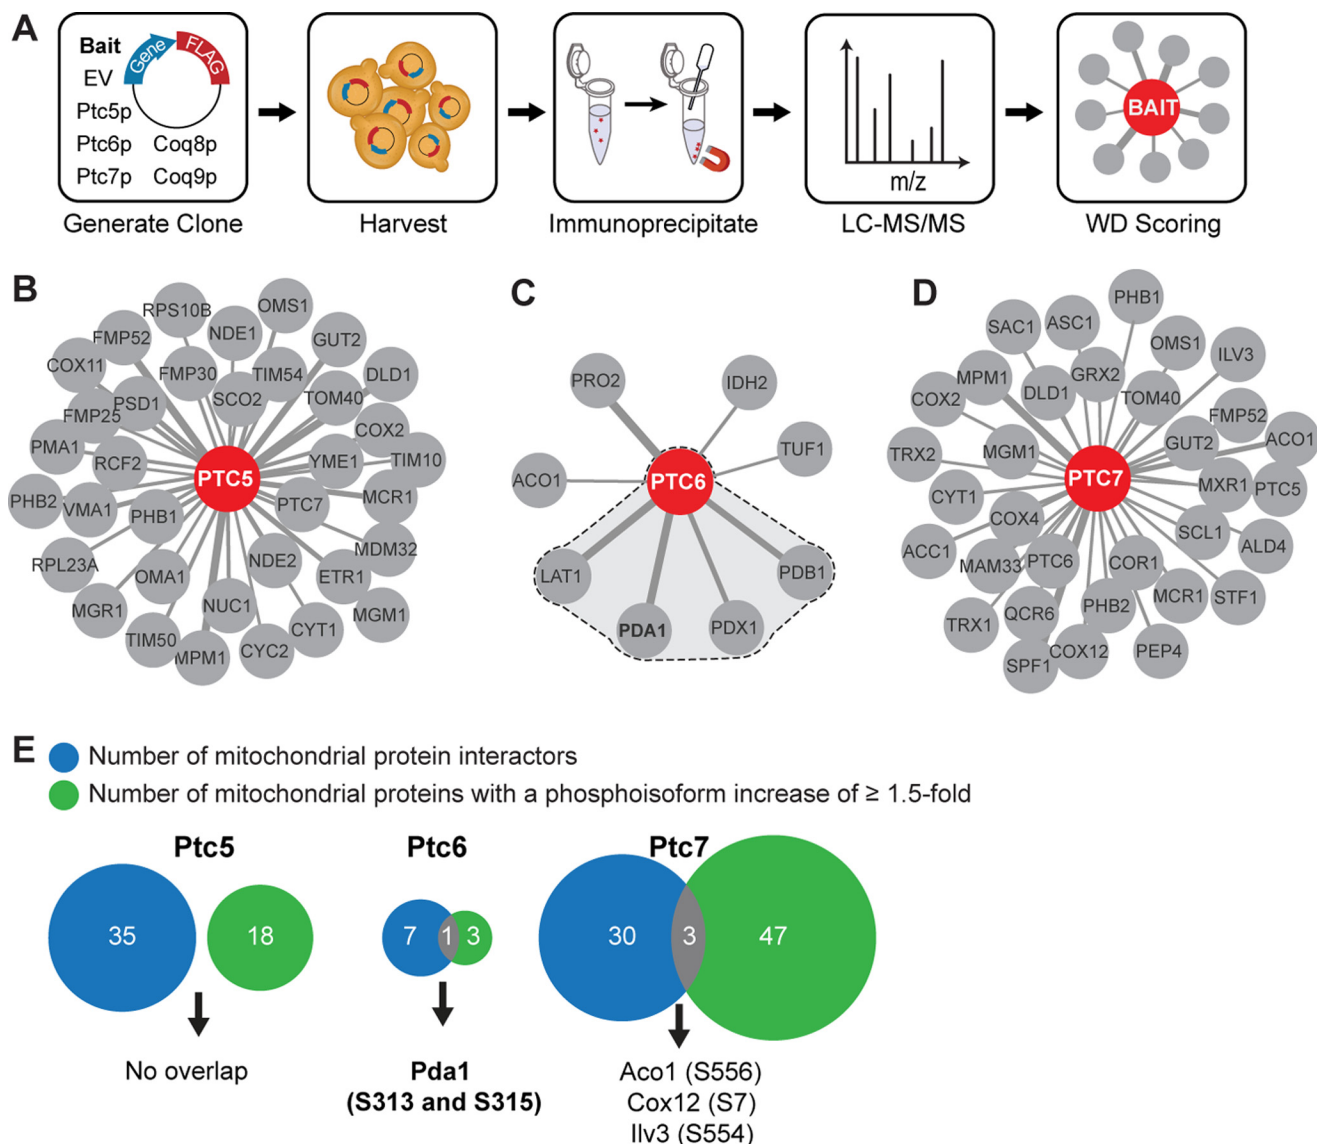 A
Bait
Gene
FLAG
EV
Ptc5p
Ptc6p Coq8p
Ptc7p Coq9p
m/z
BAIT
Generate Clone
Harvest
Immunoprecipitate
LC-MS/MS
WD Scoring
B
RPS10B
OMS1
FMP52
NDE1
GUT2
COX11
FMP30
TIM54
DLD1
FMP25
PSD1
SCO2
TOM40
PMA1
RCF2
COX2
YME1
TIM10
PTC5
PHB2
VMA1
PHB1
PTC7
MCR1
RPL23A
OMA1
NDE2
ETR1
MDM32
MGR1
NUC1
CYT1
MGM1
TIM50
MPM1
CYC2
C
PRO2
IDH2
TUF1
ACO1
PTC6
LAT1
PDB1
PDA1
PDX1
D
PHB1
SAC1
ASC1
OMS1
ILV3
MPM1
GRX2
COX2
DLD1
TOM40
FMP52
TRX2
MGM1
GUT2
ACO1
PTC7
CYT1
MXR1
PTC5
COX4
SCL1
ACC1
MAM33
PTC6
COR1
ALD4
TRX1
QCR6
PHB2
MCR1
STF1
SPF1
COX12
PEP4
E
Number of mitochondrial protein interactors
Number of mitochondrial proteins with a phosphoisoform increase of ≥ 1.5-fold
Ptc5
Ptc6
Ptc7
35
18
7
1
3
30
3
47
No overlap
Pda1
(S313 and S315)
Aco1 (S556)
Cox12 (S7)
Ilv3 (S554)